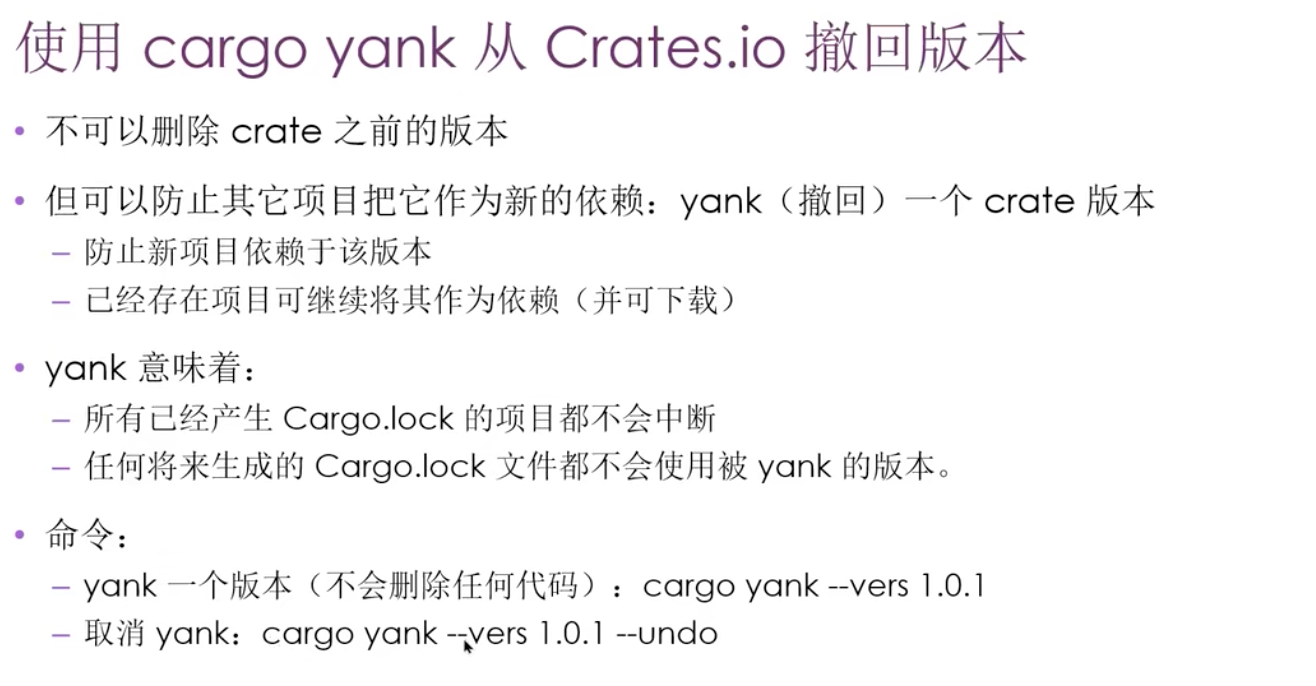 使用 cargo yank 从 Crates.io 撤回版本
• 不可以删除 crate 之前的版本
• 但可以防止其它项目把它作为新的依赖：yank（撤回）一个 crate 版本
– 防止新项目依赖于该版本
– 已经存在项目可继续将其作为依赖（并可下载）
• yank 意味着：
– 所有已经产生 Cargo.lock 的项目都不会中断
– 任何将来生成的 Cargo.lock 文件都不会使用被 yank 的版本。
• 命令：
– yank 一个版本（不会删除任何代码）：cargo yank --vers 1.0.1
– 取消 yank：cargo yank --vers 1.0.1 --undo